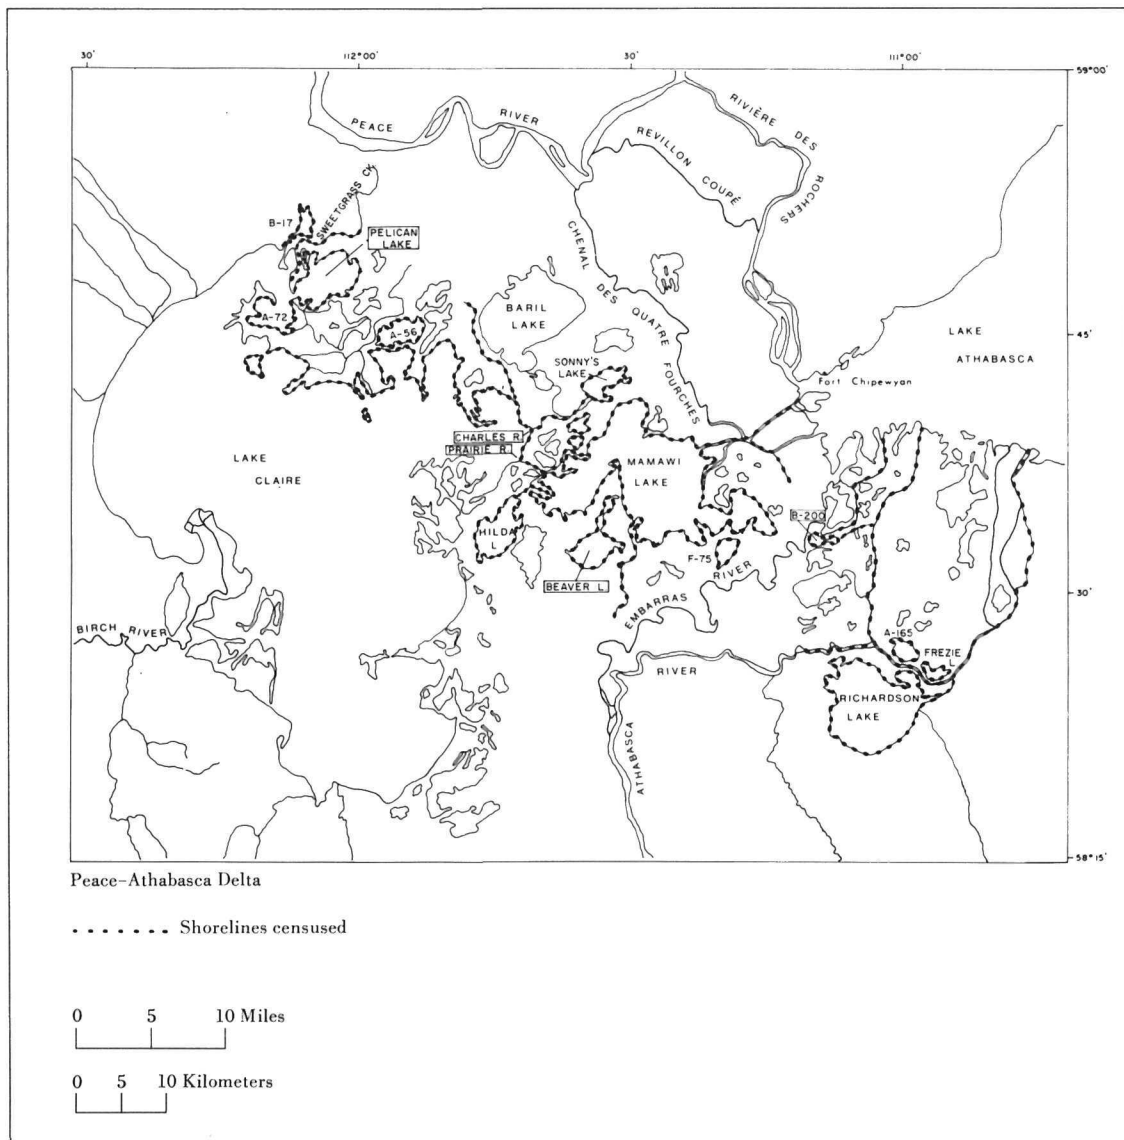 30'
112°00'
30'
111°00'
59°00'
PEACE RIVER
RIVIÈRE DES ROCHERS
REVILLON COUPÉ
SWEETGRASS CK.
B-17
PELICAN
LAKE
CHENAL DES QUATRE FOURCHES
BARIL
LAKE
A-72
A-56
45'
LAKE
ATHABASCA
SONNY'S
LAKE
Fort Chipewyan
CHARLES R.
PRAIRIE R.
LAKE
CLAIRE
MAMAWI
LAKE
B-200
HILDA
L
F-75
BEAVER L.
EMBARRAS RIVER
30'
BIRCH RIVER
A-165
FREZIE
L
RIVER
RICHARDSON
LAKE
ATHABASCA
58°15'
Peace–Athabasca Delta
Shorelines censused
0 5 10 Miles
0 5 10 Kilometers